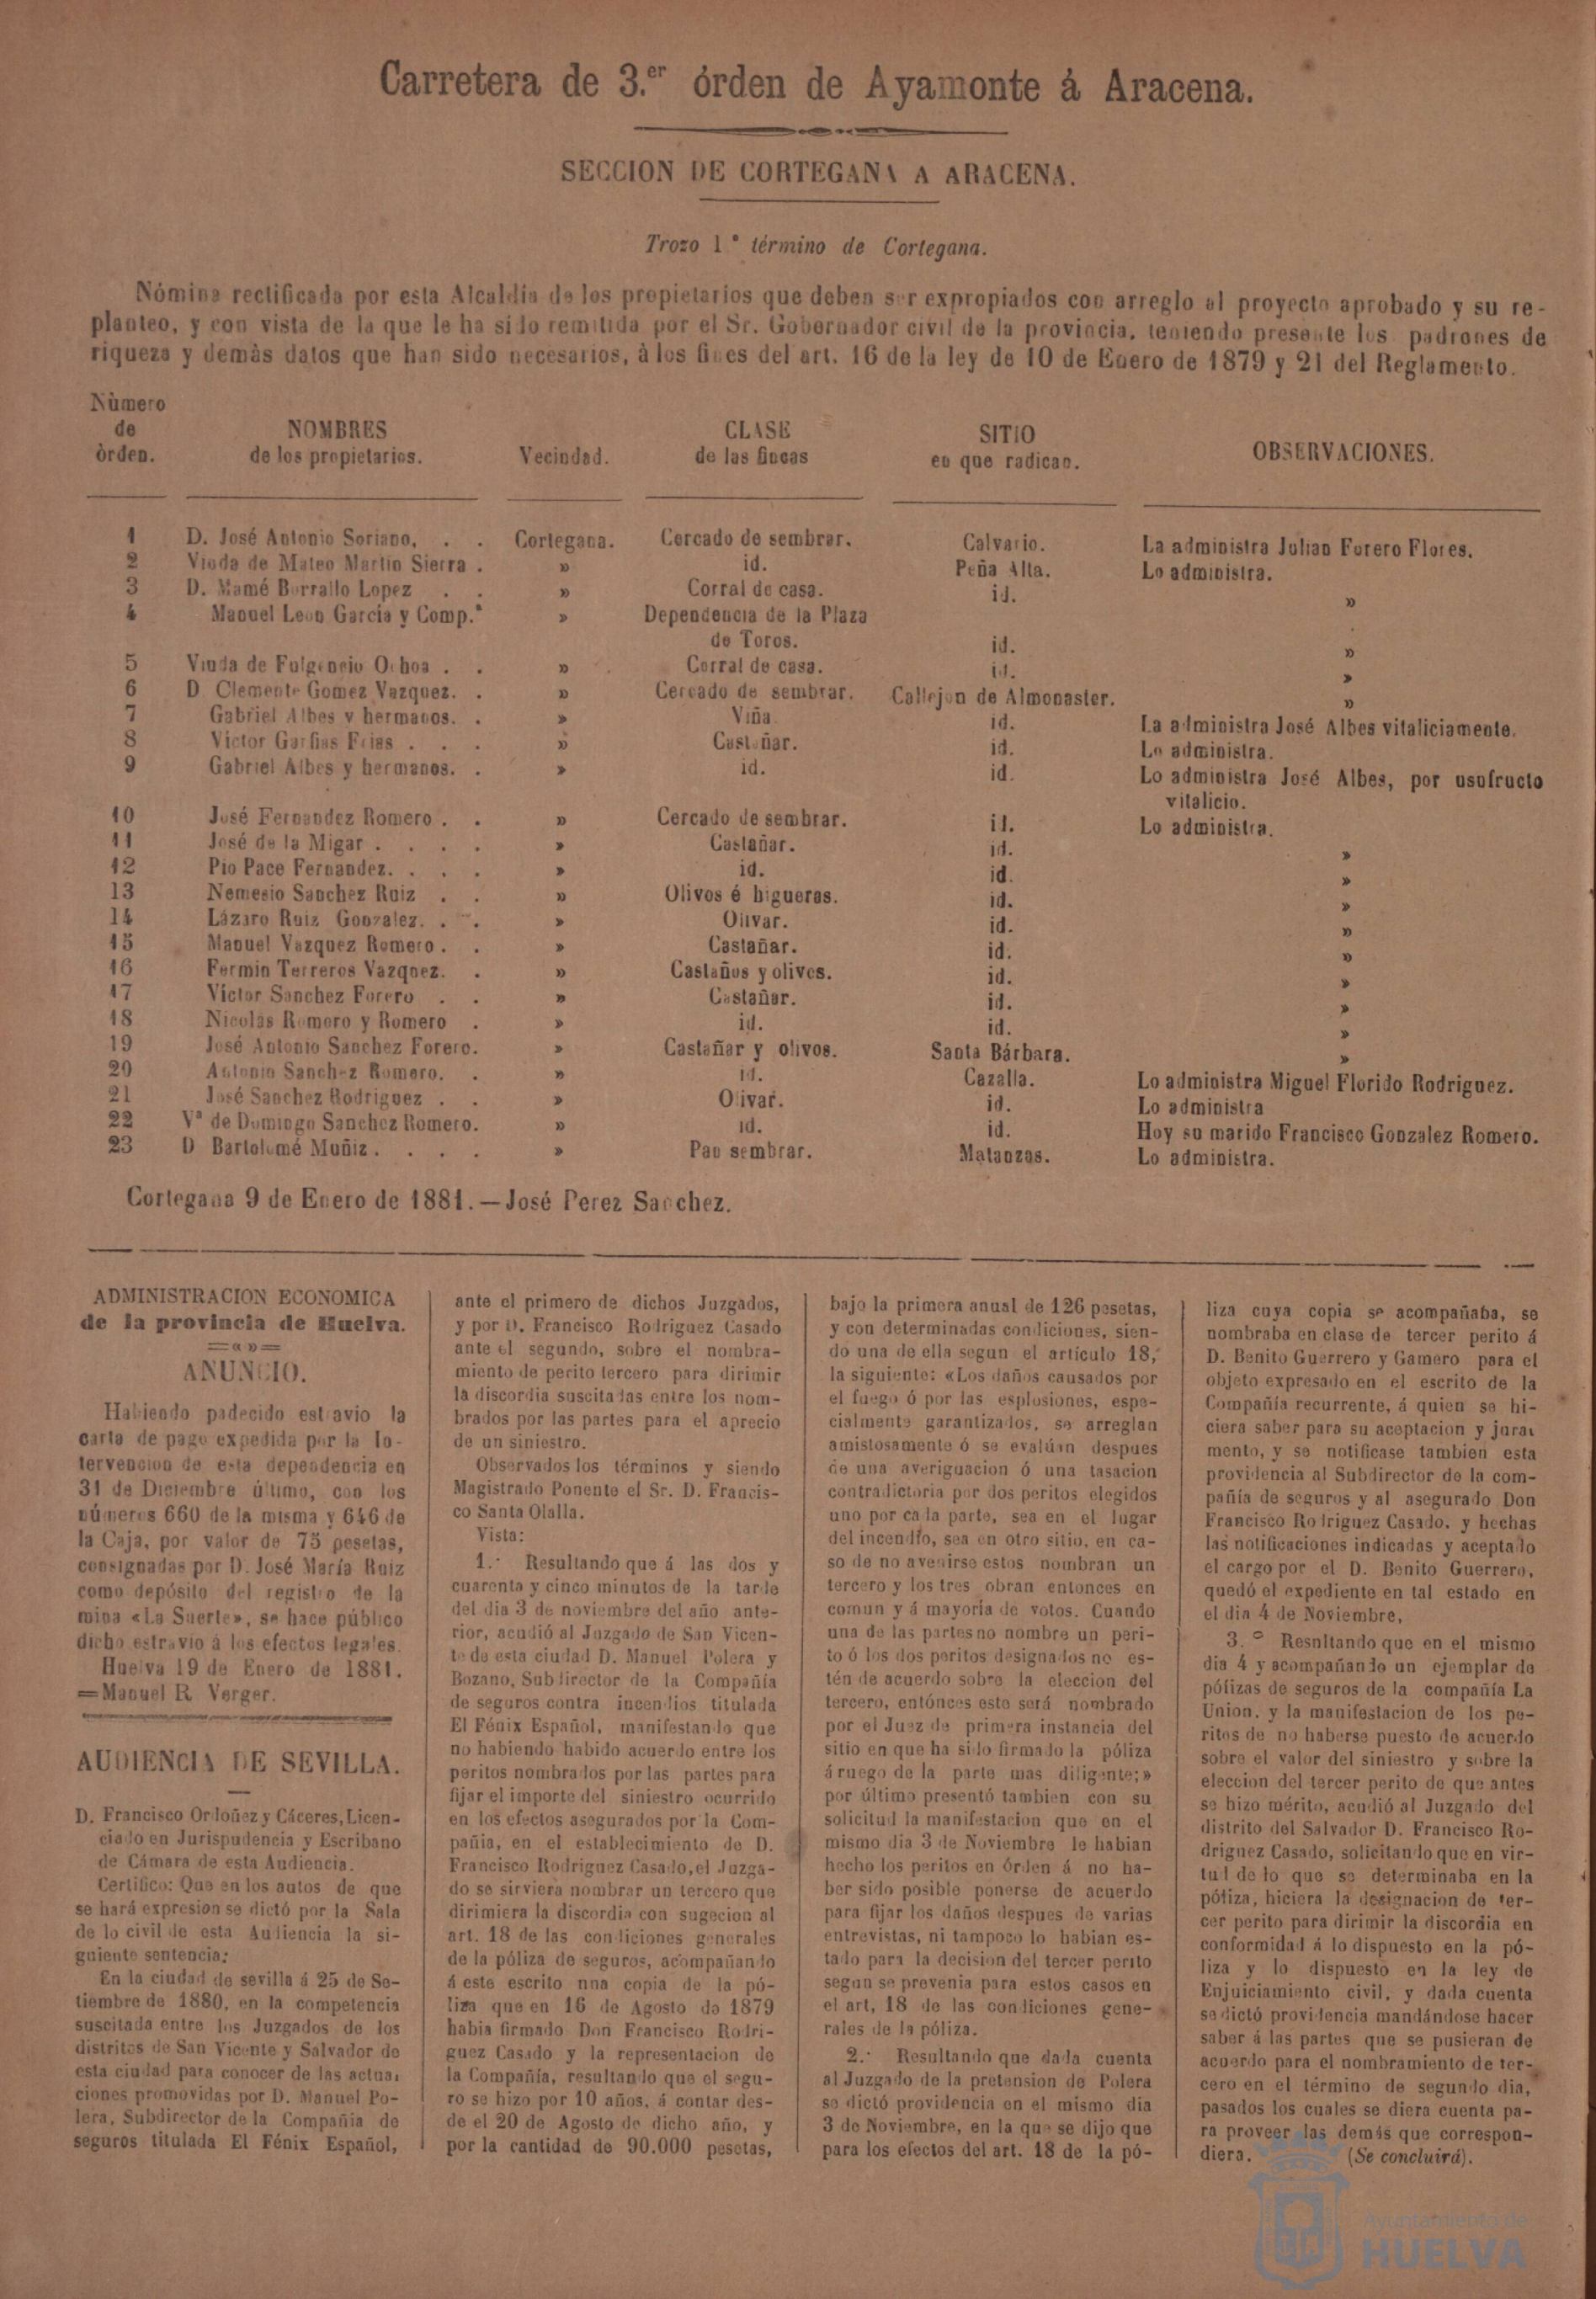 Carretera de 3.er órden de Ayamonte á Aracena.
SECCION DE CORTEGANA A ARACENA.
Trozo 1.° término de Cortegana.
Nómina rectificada por esta Alcaldía de los propietarios que deben ser expropiados con arreglo al proyecto aprobado y su re-
planteo, y con vista de la que le ha sido remitida por el Sr. Gobernador civil de la provincia, teniendo presente los padrones de
riqueza y demàs datos que han sido necesarios, à los fines del art. 16 de la ley de 10 de Enero de 1879 y 21 del Reglamento.
Nùmero de òrden. NOMBRES de los propietarios. Vecindad. CLASE de las fincas SITIO en que radican. OBSERVACIONES.
1 D. José Antonio Soriano, . . Cortegana. Cercado de sembrar. Calvario. La administra Julian Forero Flores.
2 Viuda de Mateo Martin Sierra . » id. Peña Alta. Lo administra.
3 D. Mamé Borrallo Lopez . . » Corral de casa. id. »
4 Manuel Leon García y Comp.ª » Dependencia de la Plaza
de Toros. id. »
5 Viuda de Fulgencio Ochoa . . » Corral de casa. id. »
6 D. Clemente Gomez Vazquez. . » Cercado de sembrar. Callejon de Almonaster. »
7 Gabriel Albes y hermanos. . » Viña. id. La administra José Albes vitaliciamente.
8 Victor Garfias Frias . . . » Castañar. id. Lo administra.
9 Gabriel Albes y hermanos. . » id. id. Lo administra José Albes, por usufructo
vitalicio.
10 José Fernandez Romero . . » Cercado de sembrar. id. Lo administra.
11 José de la Migar . . . . » Castañar. id. »
12 Pio Pace Fernandez. . . . » id. id. »
13 Nemesio Sanchez Ruiz . . » Olivos é higueras. id. »
14 Lázaro Ruiz Gonzalez. . . » Olivar. id. »
15 Manuel Vazquez Romero . . » Castañar. id. »
16 Fermin Terreros Vazquez. . » Castaños y olivos. id. »
17 Victor Sanchez Forero . . » Castañar. id. »
18 Nicolás Romero y Romero . » id. id. »
19 José Antonio Sanchez Forero. » Castañar y olivos. Santa Bárbara. »
20 Antonio Sanchez Romero. . » id. Cazalla. Lo administra Miguel Florido Rodriguez.
21 José Sanchez Rodriguez . . » Olivar. id. Lo administra
22 Vª de Domingo Sanchez Romero. » id. id. Hoy su marido Francisco Gonzalez Romero.
23 D Bartolomé Muñiz . . . . » Pan sembrar. Matanzas. Lo administra.
Cortegana 9 de Enero de 1881.—José Perez Sanchez.
ADMINISTRACION ECONOMICA
de la provincia de Huelva.
ANUNCIO.
Habiendo padecido estravio la
carta de pago expedida por la In-
tervencion de esta dependencia en
31 de Diciembre último, con los
números 660 de la misma y 646 de
la Caja, por valor de 75 pesetas,
consignadas por D. José María Ruiz
como depósito del registro de la
mina «La Suerte», se hace público
dicho estravio á los efectos legales.
Huelva 19 de Enero de 1881.
=Manuel R. Verger.
AUDIENCIA DE SEVILLA.
D. Francisco Ordoñez y Cáceres, Licen-
ciado en Jurispudencia y Escribano
de Cámara de esta Audiencia.
Certifico: Que en los autos de que
se hará expresion se dictó por la Sala
de lo civil de esta Audiencia la si-
guiente sentencia:
En la ciudad de sevilla á 25 de Se-
tiembre de 1880, en la competencia
suscitada entre los Juzgados de los
distritos de San Vicente y Salvador de
esta ciudad para conocer de las actua-
ciones promovidas por D. Manuel Po-
lera, Subdirector de la Compañia de
seguros titulada El Fénix Español,
ante el primero de dichos Juzgados,
y por D. Francisco Rodriguez Casado
ante el segundo, sobre el nombra-
miento de perito tercero para dirimir
la discordia suscitadas entre los nom-
brados por las partes para el aprecio
de un siniestro.
Observados los términos y siendo
Magistrado Ponente el Sr. D. Francis-
co Santa Olalla.
Vista:
1.° Resultando que á las dos y
cuarenta y cinco minutos de la tarde
del dia 3 de noviembre del año ante-
rior, acudió al Juzgado de San Vicen-
te de esta ciudad D. Manuel Polera y
Bozano, Subdirector de la Compañía
de seguros contra incendios titulada
El Fénix Español, manifestando que
no habiendo habido acuerdo entre los
peritos nombrados por las partes para
fijar el importe del siniestro ocurrido
en los efectos asegurados por la Com-
pañia, en el establecimiento de D.
Francisco Rodriguez Casado, el Juzga-
do se sirviera nombrar un tercero que
dirimiera la discordia con sugecion al
art. 18 de las condiciones generales
de la póliza de seguros, acompañando
á este escrito nna copia de la pó-
liza que en 16 de Agosto de 1879
habia firmado Don Francisco Rodri-
guez Casado y la representacion de
la Compañía, resultando que el segu-
ro se hizo por 10 años, á contar des-
de el 20 de Agosto de dicho año, y
por la cantidad de 90.000 pesetas,
bajo la primera anual de 126 pesetas,
y con determinadas condiciones, sien-
do una de ella segun el artículo 18,
la siguiente: «Los daños causados por
el fuego ó por las esplosiones, espe-
cialmente garantizados, se arreglan
amistosamente ó se evalúan despues
de una averiguacion ó una tasacion
contradictoria por dos peritos elegidos
uno por cada parte, sea en el lugar
del incendio, sea en otro sitio, en ca-
so de no avenirse estos nombran un
tercero y los tres obran entonces en
comun y á mayoría de votos. Cuando
una de las partes no nombre un peri-
to ó los dos peritos designados no es-
tén de acuerdo sobre la eleccion del
tercero, entónces este será nombrado
por el Juez de primera instancia del
sitio en que ha sido firmado la póliza
á ruego de la parte mas diligente;»
por último presentó tambien con su
solicitud la manifestacion que en el
mismo dia 3 de Noviembre le habian
hecho los peritos en órden á no ha-
ber sido posible ponerse de acuerdo
para fijar los daños despues de varias
entrevistas, ni tampoco lo habian es-
tado para la decision del tercer perito
segun se prevenia para estos casos en
el art, 18 de las condiciones gene-
rales de la póliza.
2.° Resultando que dada cuenta
al Juzgado de la pretension de Polera
se dictó providencia en el mismo dia
3 de Noviembre, en la que se dijo que
para los efectos del art. 18 de la pó-
liza cuya copia se acompañaba, se
nombraba en clase de tercer perito á
D. Benito Guerrero y Gamero para el
objeto expresado en el escrito de la
Compañia recurrente, á quien se hi-
ciera saber para su aceptacion y jura-
mento, y se notificase tambien esta
providencia al Subdirector de la com-
pañía de seguros y al asegurado Don
Francisco Rodriguez Casado, y hechas
las notificaciones indicadas y aceptado
el cargo por el D. Benito Guerrero,
quedó el expediente en tal estado en
el dia 4 de Noviembre,
3.° Resnltando que en el mismo
dia 4 y acompañando un ejemplar de
pólizas de seguros de la compañía La
Union, y la manifestacion de los pe-
ritos de no haberse puesto de acuerdo
sobre el valor del siniestro y sobre la
eleccion del tercer perito de que antes
se hizo mérito, acudió al Juzgado del
distrito del Salvador D. Francisco Ro-
driguez Casado, solicitando que en vir-
tud de lo que se determinaba en la
póliza, hiciera la designacion de ter-
cer perito para dirimir la discordia en
conformidad á lo dispuesto en la pó-
liza y lo dispuesto en la ley de
Enjuiciamiento civil, y dada cuenta
se dictó providencia mandándose hacer
saber á las partes que se pusieran de
acuerdo para el nombramiento de ter-
cero en el término de segundo dia,
pasados los cuales se diera cuenta pa-
ra proveer las demás que correspon-
diera. (Se concluirá).
Ayuntamiento de
HUELVA